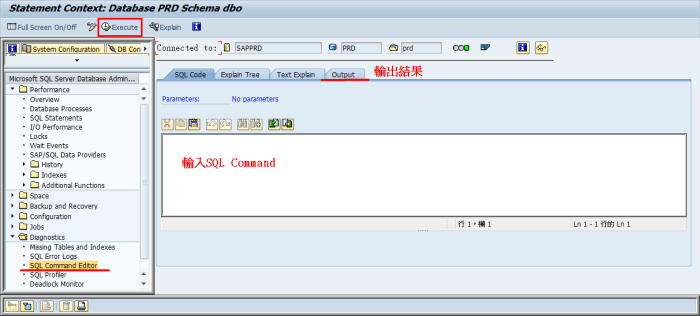 Statement Context: Database PRD Schema dbo
Full Screen On/Off Execute Explain
System Configuration DB Con
Connected to: SAPPRD PRD prd
Microsoft SQL Server Database Admin...
Performance
Overview
Database Processes
SQL Statements
I/O Performance
Locks
Wait Events
SAP/SQL Data Providers
History
Indexes
Additional Functions
Space
Backup and Recovery
Configuration
Jobs
Diagnostics
Missing Tables and Indexes
SQL Error Logs
SQL Command Editor
SQL Profiler
Deadlock Monitor
SQL Code Explain Tree Text Explain Output 輸出結果
Parameters: No parameters
輸入SQL Command
行 1，欄 1 Ln 1 - 1 行的 Ln 1